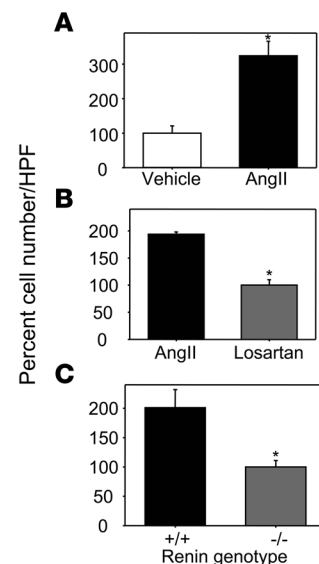 A
Percent cell number/HPF
300
200
100
0
*
Vehicle AngII
B
200
150
100
50
0
*
AngII Losartan
C
200
150
100
50
0
*
+/+ -/-
Renin genotype